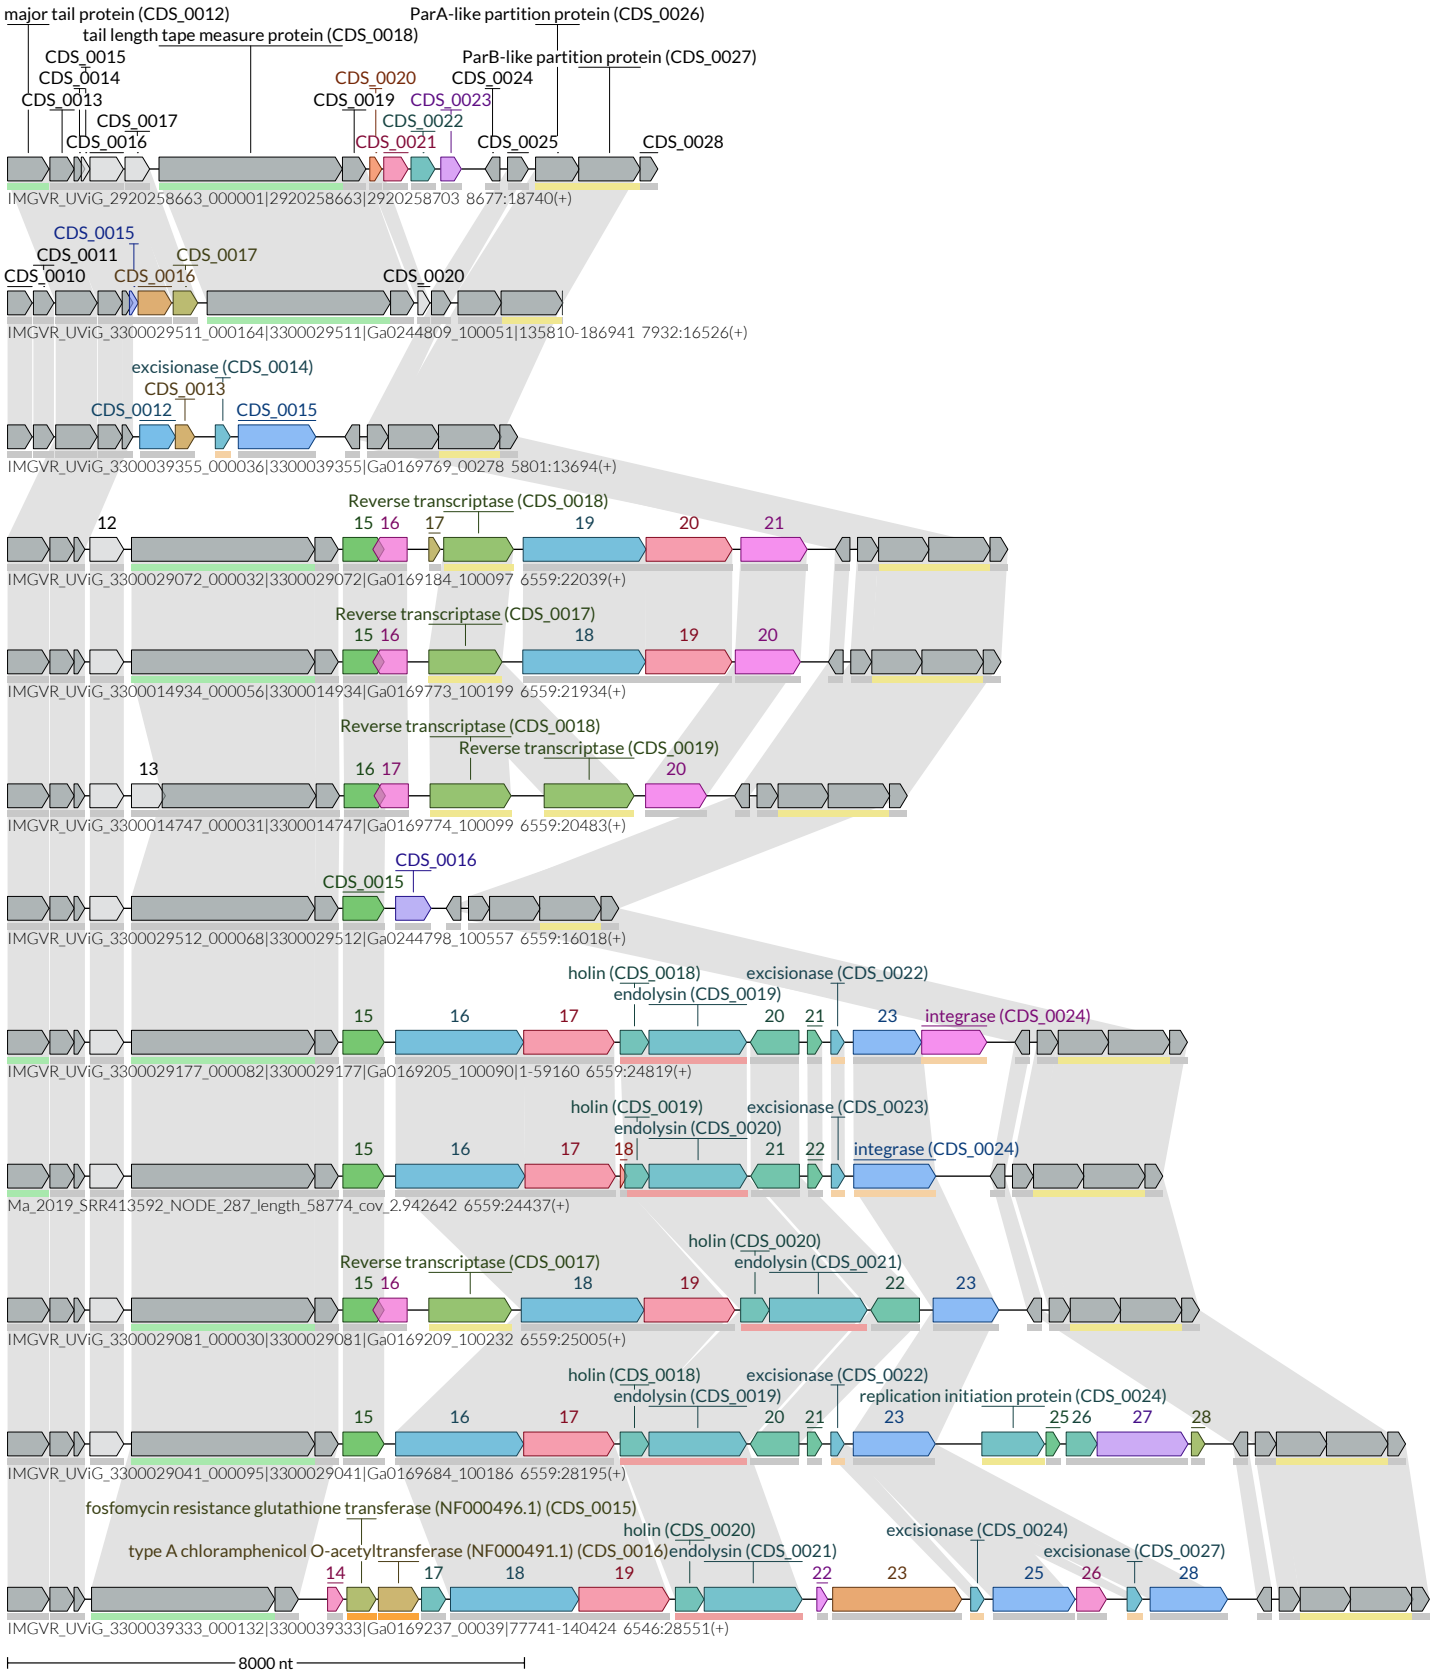 major tail protein (CDS_0012) ParA-like partition protein (CDS_0026)
tail length tape measure protein (CDS_0018)
CDS_0015 ParB-like partition protein (CDS_0027)
CDS_0014 CDS_0020 CDS_0024
CDS_0013 CDS_0019 CDS_0023
CDS_0017 CDS_0022
CDS_0016 CDS_0021 CDS_0025 CDS_0028
IMGVR_UViG_2920258663_000001|2920258663|2920258703 8677:18740(+)
CDS_0015
CDS_0011 CDS_0017
CDS_0010 CDS_0016 CDS_0020
IMGVR_UViG_3300029511_000164|3300029511|Ga0244809_100051|135810-186941 7932:16526(+)
excisionase (CDS_0014)
CDS_0013
CDS_0012 CDS_0015
IMGVR_UViG_3300039355_000036|3300039355|Ga0169769_00278 5801:13694(+)
Reverse transcriptase (CDS_0018)
12 15 16 17 19 20 21
IMGVR_UViG_3300029072_000032|3300029072|Ga0169184_100097 6559:22039(+)
Reverse transcriptase (CDS_0017)
15 16 18 19 20
IMGVR_UViG_3300014934_000056|3300014934|Ga0169773_100199 6559:21934(+)
Reverse transcriptase (CDS_0018)
Reverse transcriptase (CDS_0019)
13 16 17 20
IMGVR_UViG_3300014747_000031|3300014747|Ga0169774_100099 6559:20483(+)
CDS_0016
CDS_0015
IMGVR_UViG_3300029512_000068|3300029512|Ga0244798_100557 6559:16018(+)
holin (CDS_0018) excisionase (CDS_0022)
endolysin (CDS_0019)
15 16 17 20 21 23 integrase (CDS_0024)
IMGVR_UViG_3300029177_000082|3300029177|Ga0169205_100090|1-59160 6559:24819(+)
holin (CDS_0019) excisionase (CDS_0023)
endolysin (CDS_0020)
15 16 17 18 21 22 integrase (CDS_0024)
Ma_2019_SRR413592_NODE_287_length_58774_cov_2.942642 6559:24437(+)
holin (CDS_0020)
Reverse transcriptase (CDS_0017) endolysin (CDS_0021)
15 16 18 19 22 23
IMGVR_UViG_3300029081_000030|3300029081|Ga0169209_100232 6559:25005(+)
holin (CDS_0018) excisionase (CDS_0022)
endolysin (CDS_0019) replication initiation protein (CDS_0024)
15 16 17 20 21 23 25 26 27 28
IMGVR_UViG_3300029041_000095|3300029041|Ga0169684_100186 6559:28195(+)
fosfomycin resistance glutathione transferase (NF000496.1) (CDS_0015)
holin (CDS_0020) excisionase (CDS_0024)
type A chloramphenicol O-acetyltransferase (NF000491.1) (CDS_0016) endolysin (CDS_0021) excisionase (CDS_0027)
14 17 18 19 22 23 25 26 28
IMGVR_UViG_3300039333_000132|3300039333|Ga0169237_00039|77741-140424 6546:28551(+)
8000 nt